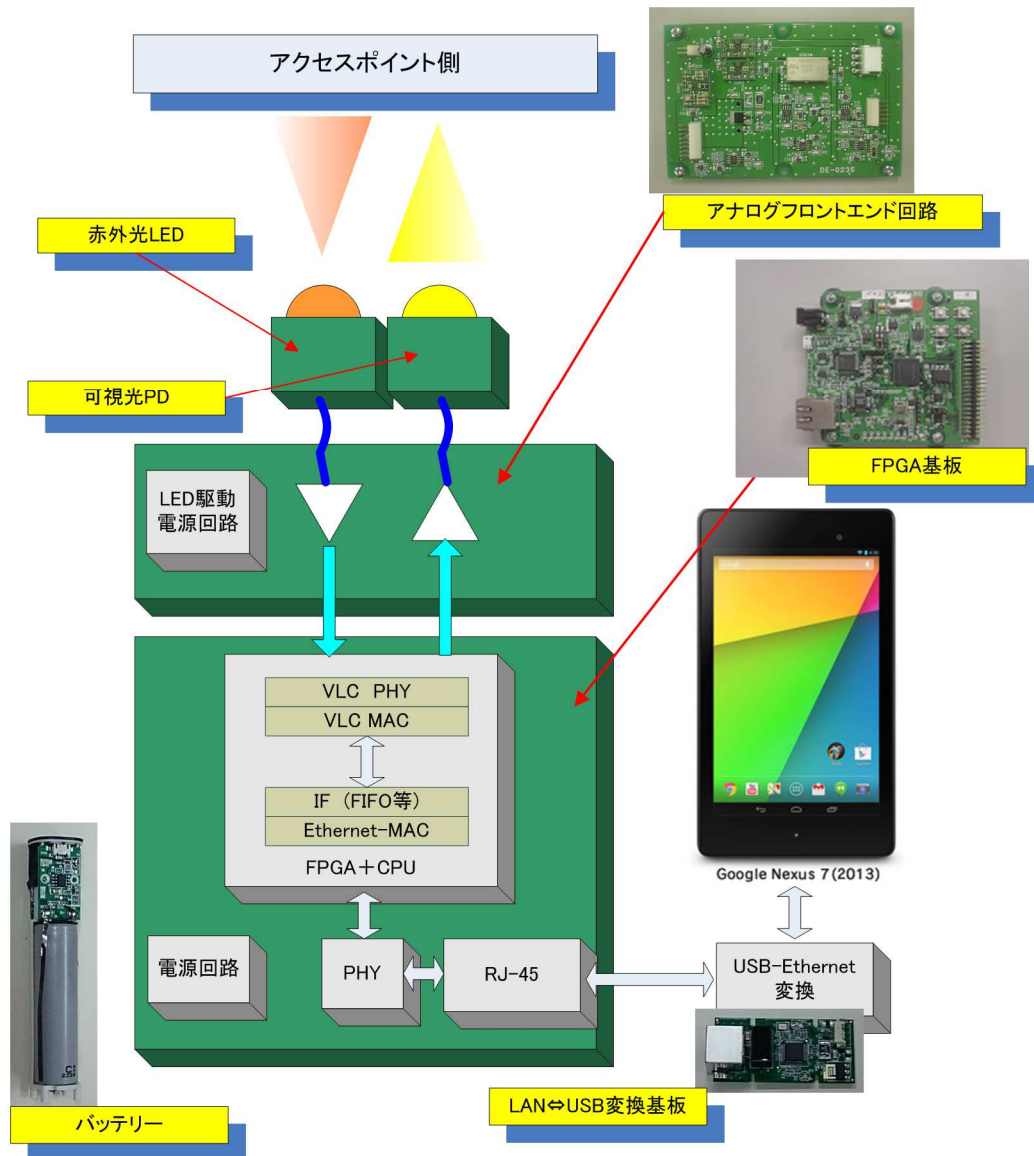 アクセスポイント側
DE-0235
アナログフロントエンド回路
赤外光LED
可視光PD
FPGA基板
LED駆動
電源回路
VLC PHY
VLC MAC
IF (FIFO等)
Ethernet-MAC
FPGA+CPU
Google Nexus 7(2013)
電源回路
PHY
RJ-45
USB-Ethernet
変換
LAN⇔USB変換基板
バッテリー